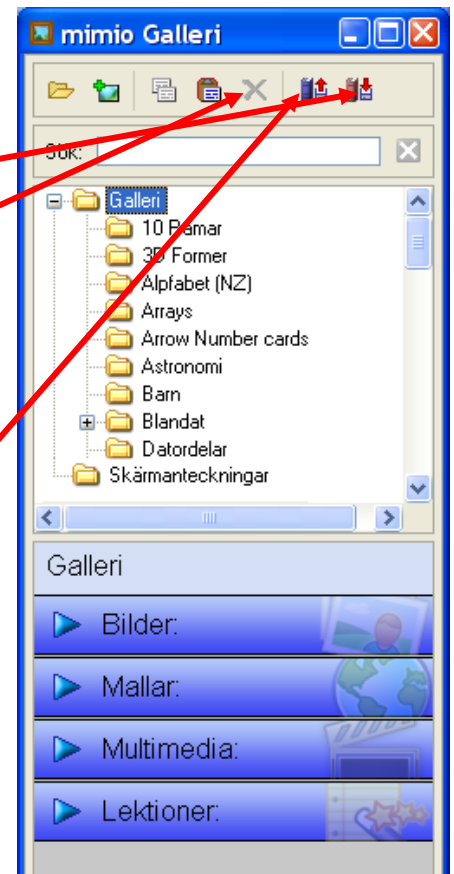 mimio Galleri
Sök:
Galleri
10 Ramar
3D Former
Alpfabet (NZ)
Arrays
Arrow Number cards
Astronomi
Barn
Blandat
Datordelar
Skärmanteckningar
Galleri
Bilder:
Mallar:
Multimedia:
Lektioner: